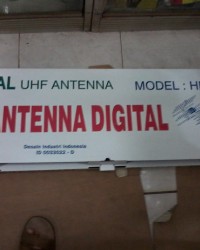 AL UHF ANTENNA MODEL : H
ANTENNA DIGITAL
Desain Industri Indonesia